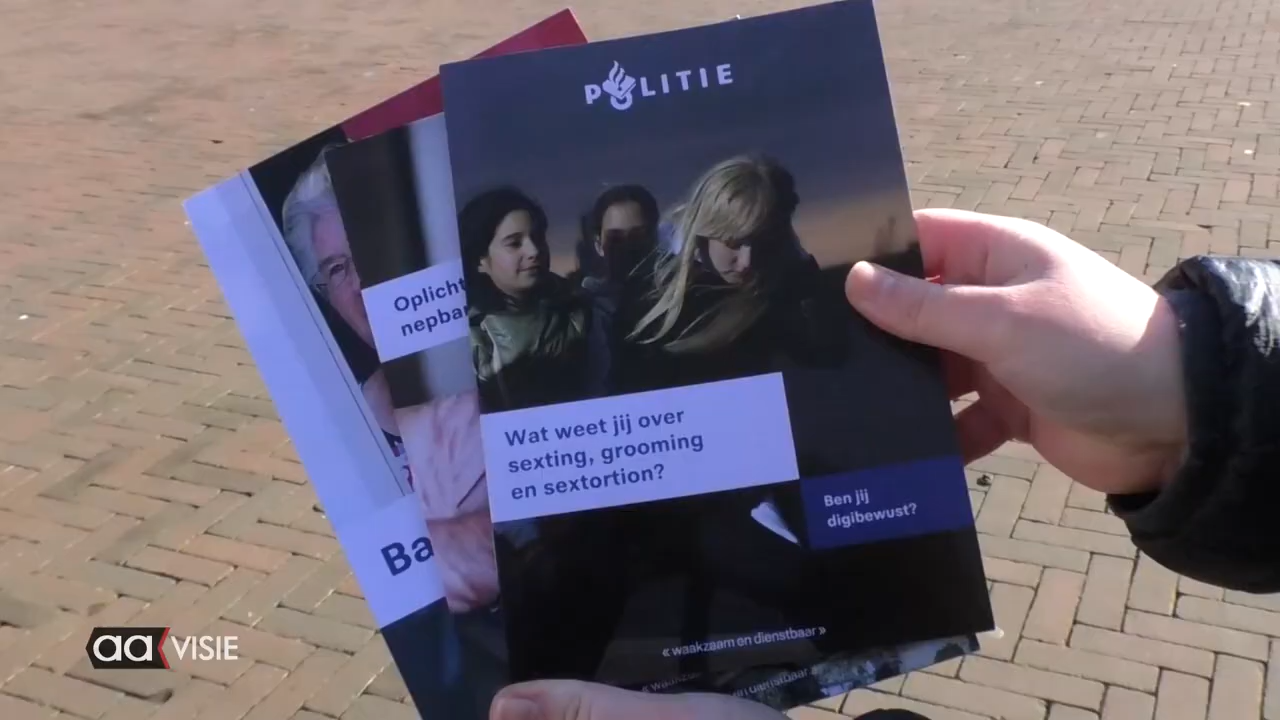 POLITIE
Oplicht
nepbar
Wat weet jij over
sexting, grooming
en sextortion?
Ba
Ben jij
digibewust?
« waakzaam en dienstbaar »
aa VISIE